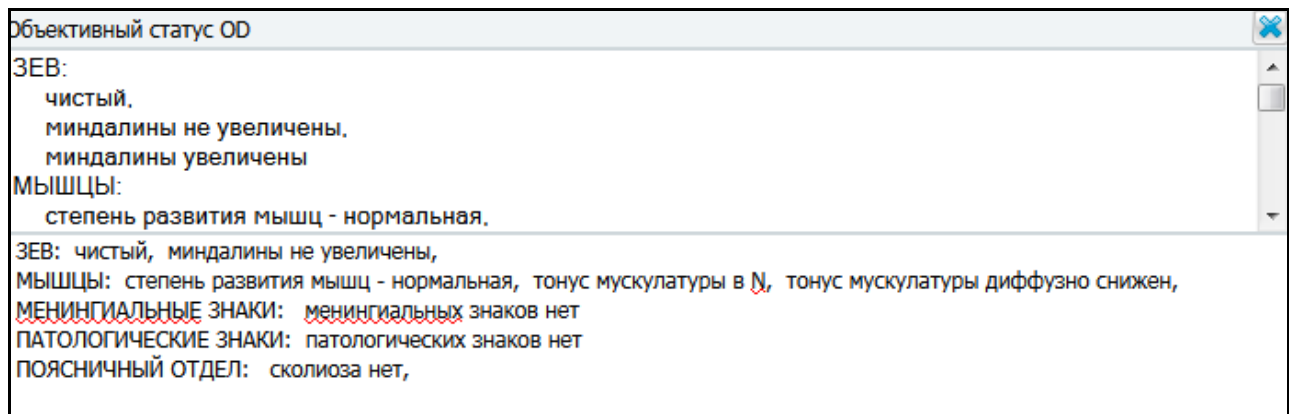 Объективный статус OD
ЗЕВ:
чистый,
миндалины не увеличены,
миндалины увеличены
МЫШЦЫ:
степень развития мышц - нормальная,
ЗЕВ: чистый, миндалины не увеличены,
МЫШЦЫ: степень развития мышц - нормальная, тонус мускулатуры в N, тонус мускулатуры диффузно снижен,
МЕНИНГИАЛЬНЫЕ ЗНАКИ: менингиальных знаков нет
ПАТОЛОГИЧЕСКИЕ ЗНАКИ: патологических знаков нет
ПОЯСНИЧНЫЙ ОТДЕЛ: сколиоза нет,